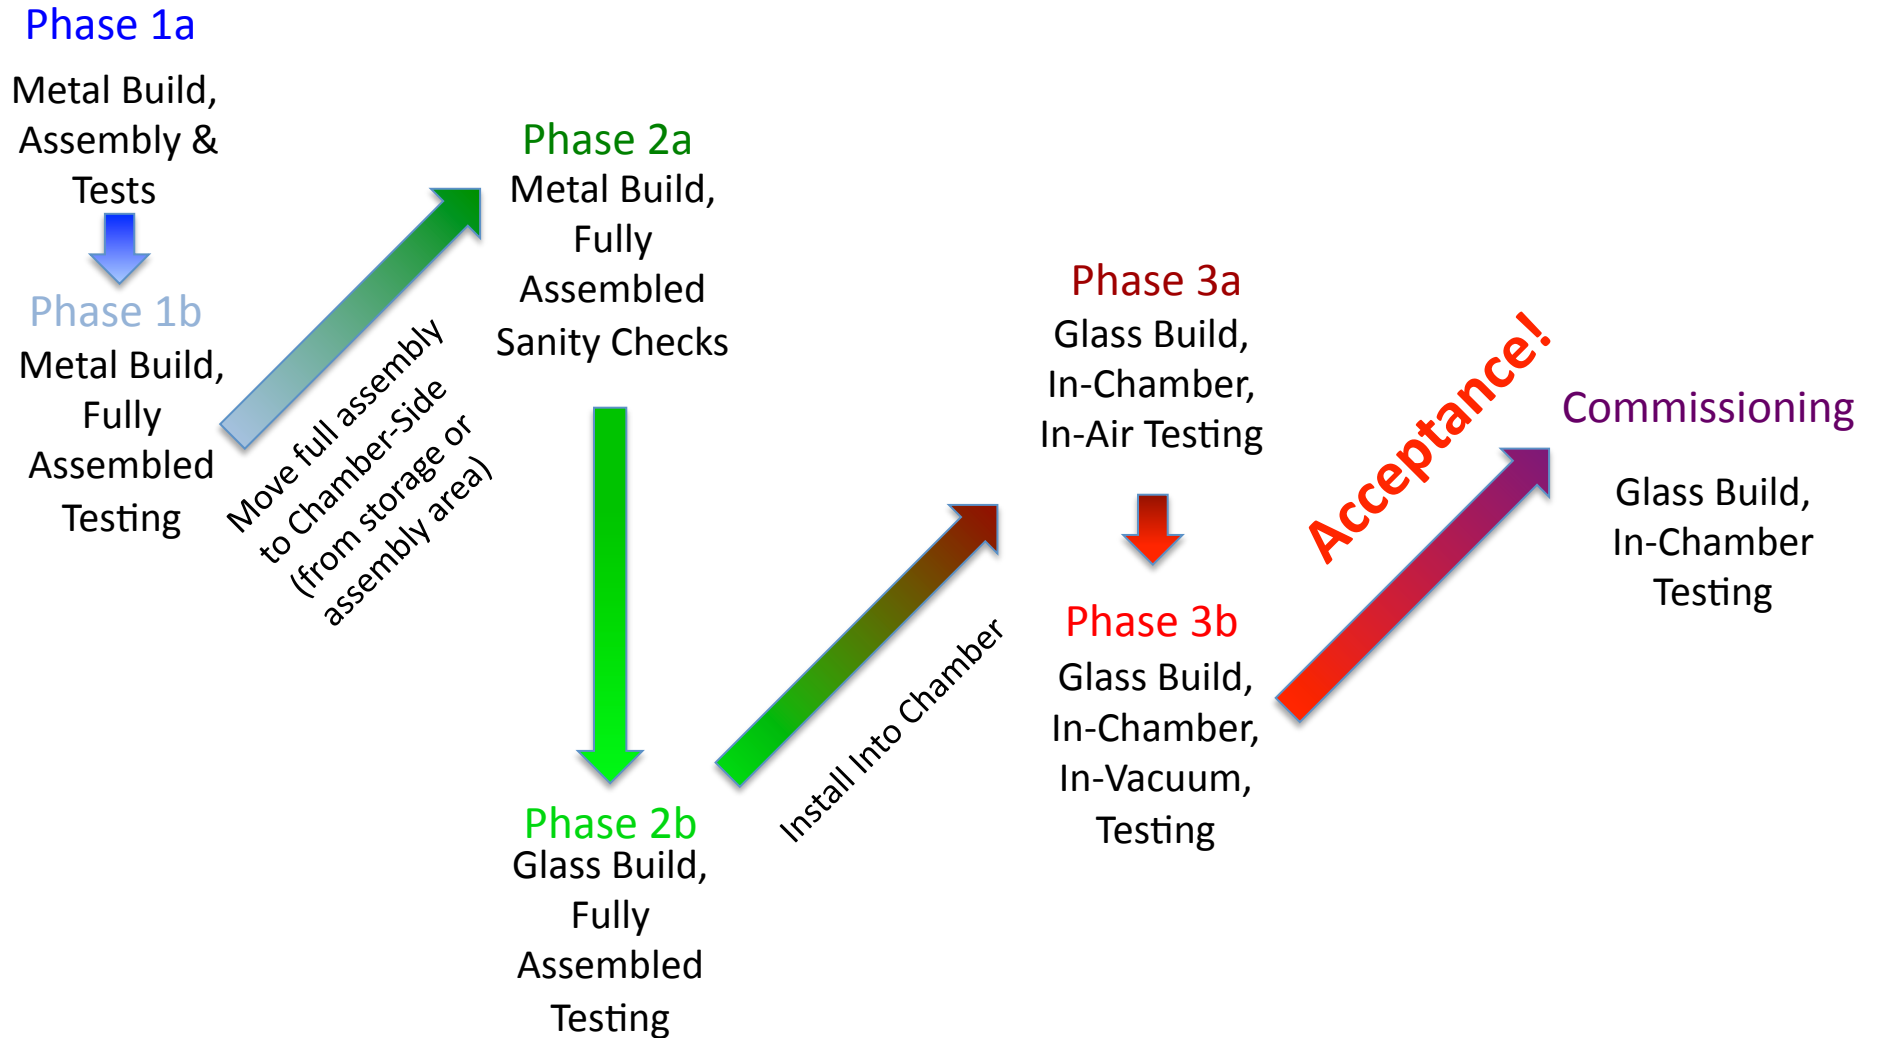 Phase 1a
Metal Build,
Assembly &
Tests
Phase 1b
Metal Build,
Fully
Assembled
Testing
Move full assembly
to Chamber-Side
(from storage or
assembly area)
Phase 2a
Metal Build,
Fully
Assembled
Sanity Checks
Phase 2b
Glass Build,
Fully
Assembled
Testing
Install Into Chamber
Phase 3a
Glass Build,
In-Chamber,
In-Air Testing
Phase 3b
Glass Build,
In-Chamber,
In-Vacuum,
Testing
Acceptance!
Commissioning
Glass Build,
In-Chamber
Testing